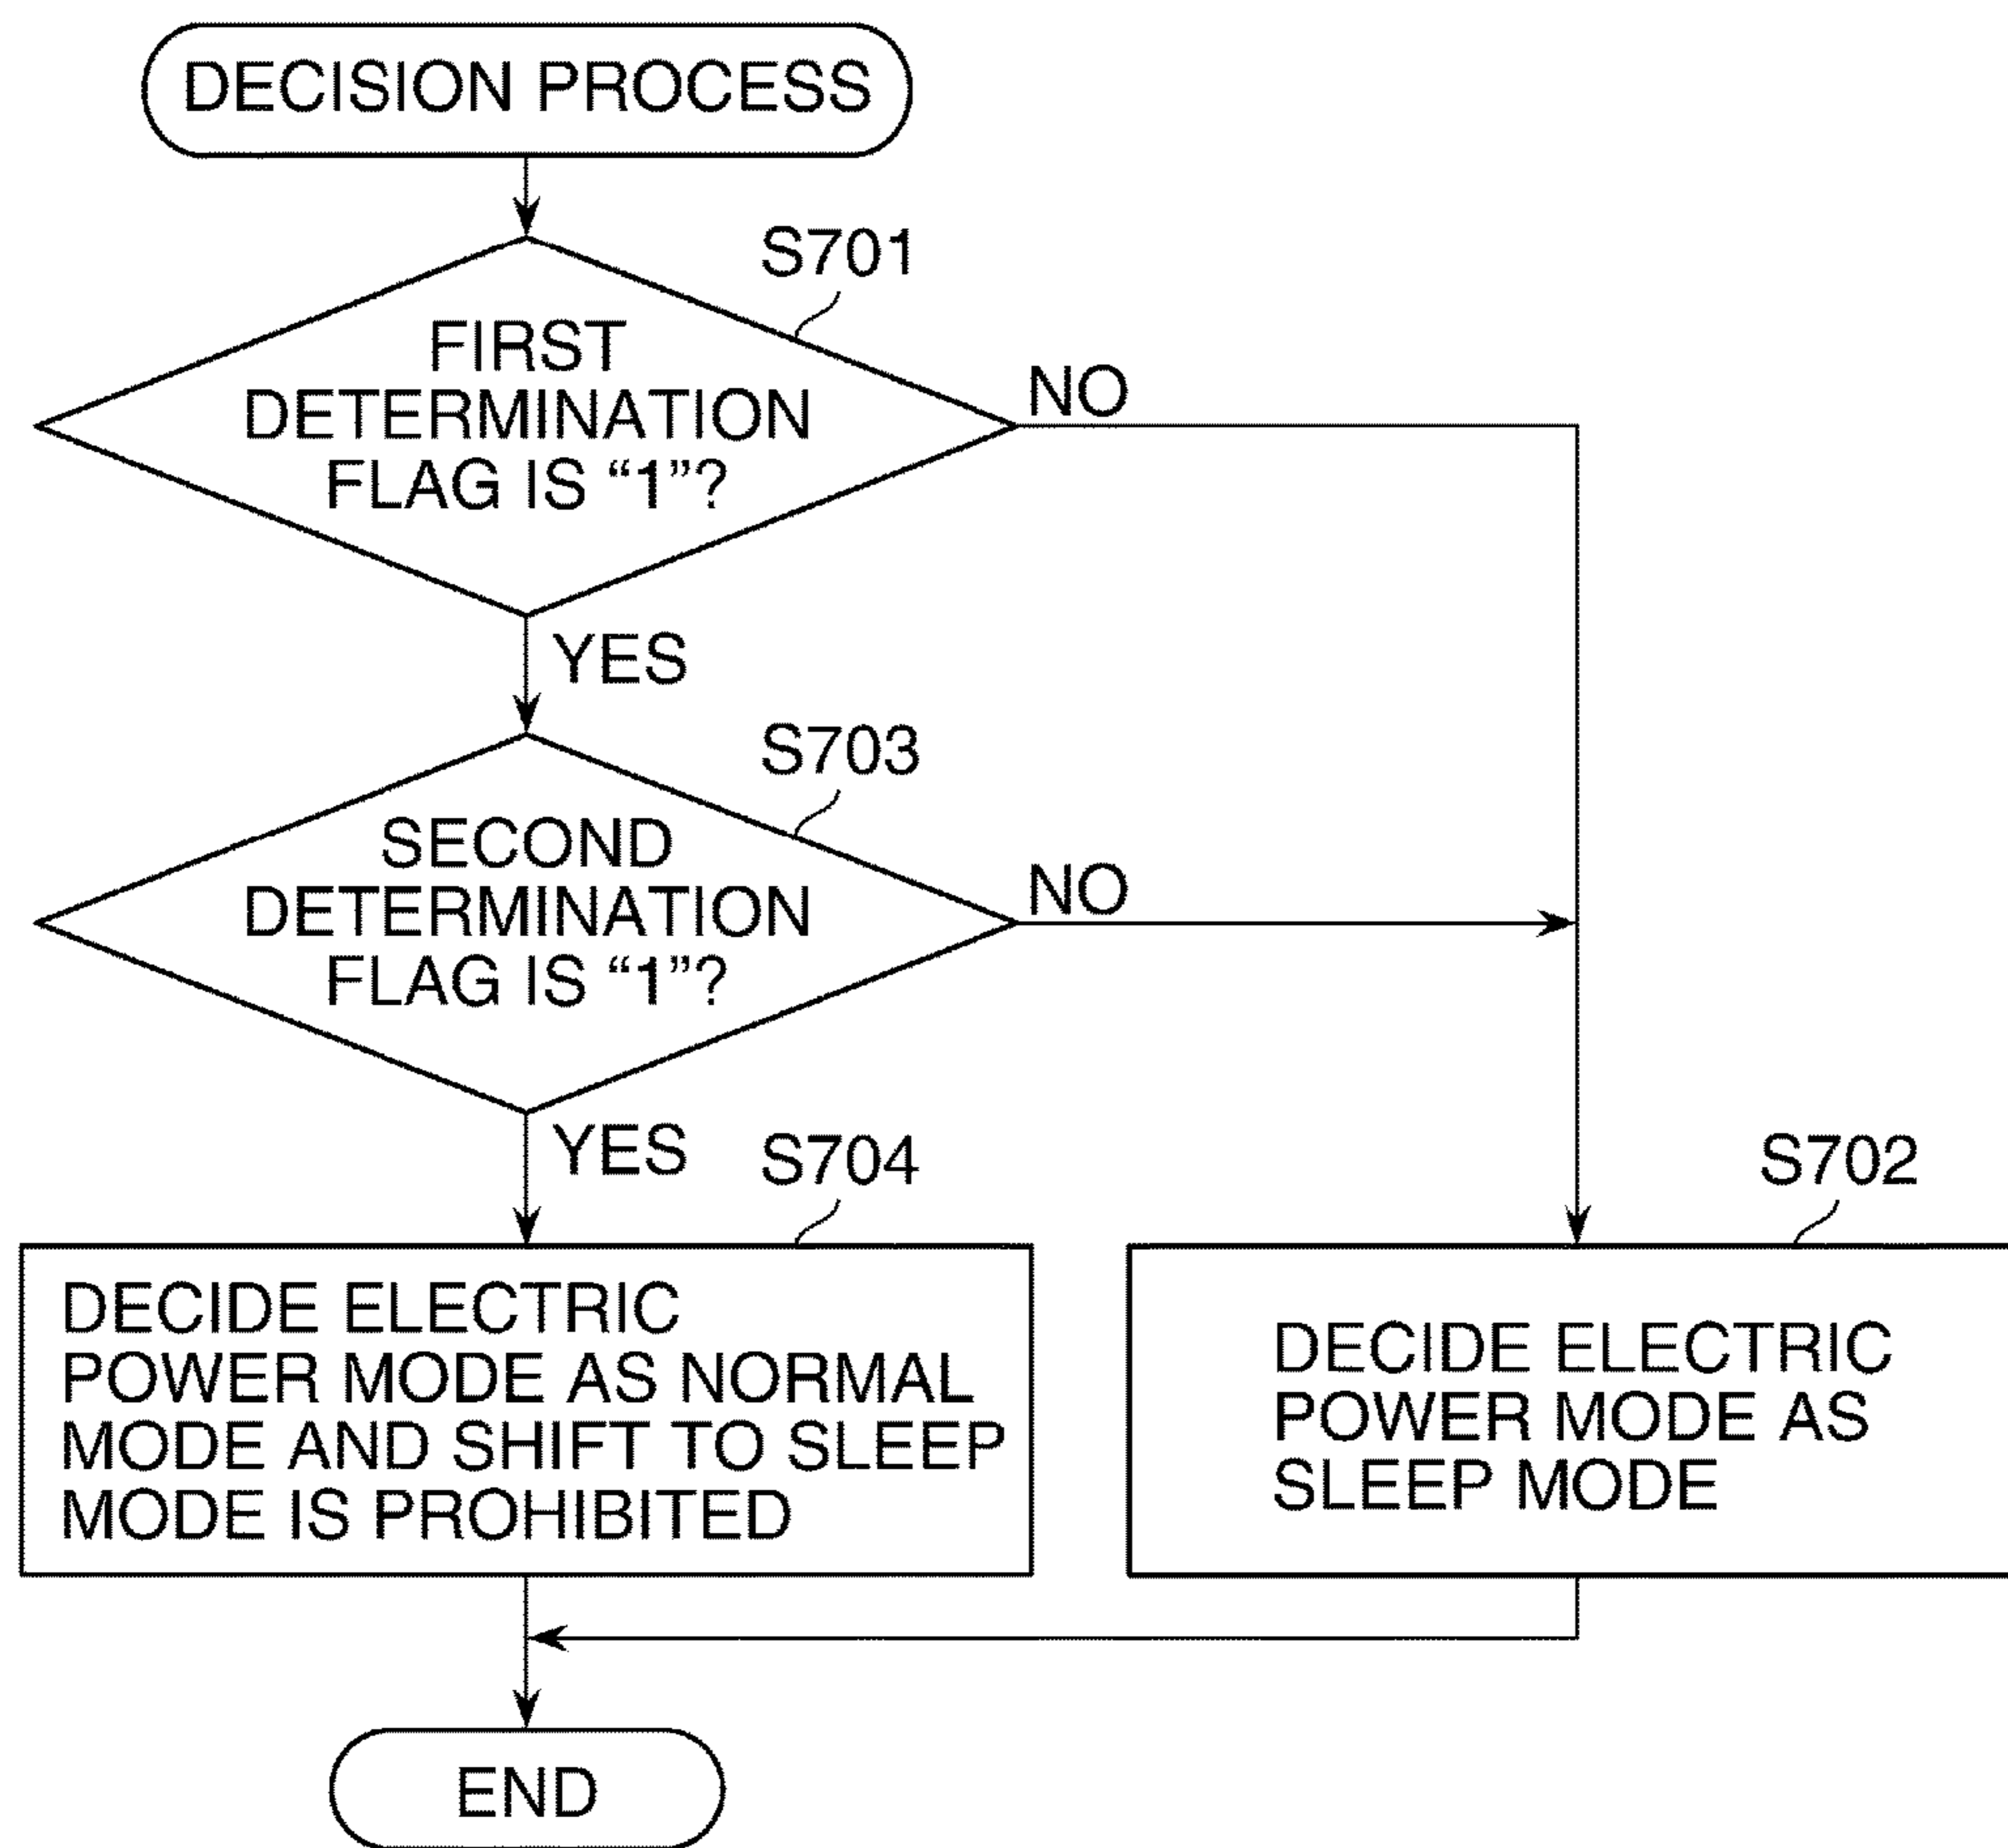 DECISION PROCESS
S701
FIRST
DETERMINATION
FLAG IS “1”?
NO
YES
S703
SECOND
DETERMINATION
FLAG IS “1”?
NO
YES
S704
DECIDE ELECTRIC
POWER MODE AS NORMAL
MODE AND SHIFT TO SLEEP
MODE IS PROHIBITED
S702
DECIDE ELECTRIC
POWER MODE AS
SLEEP MODE
END